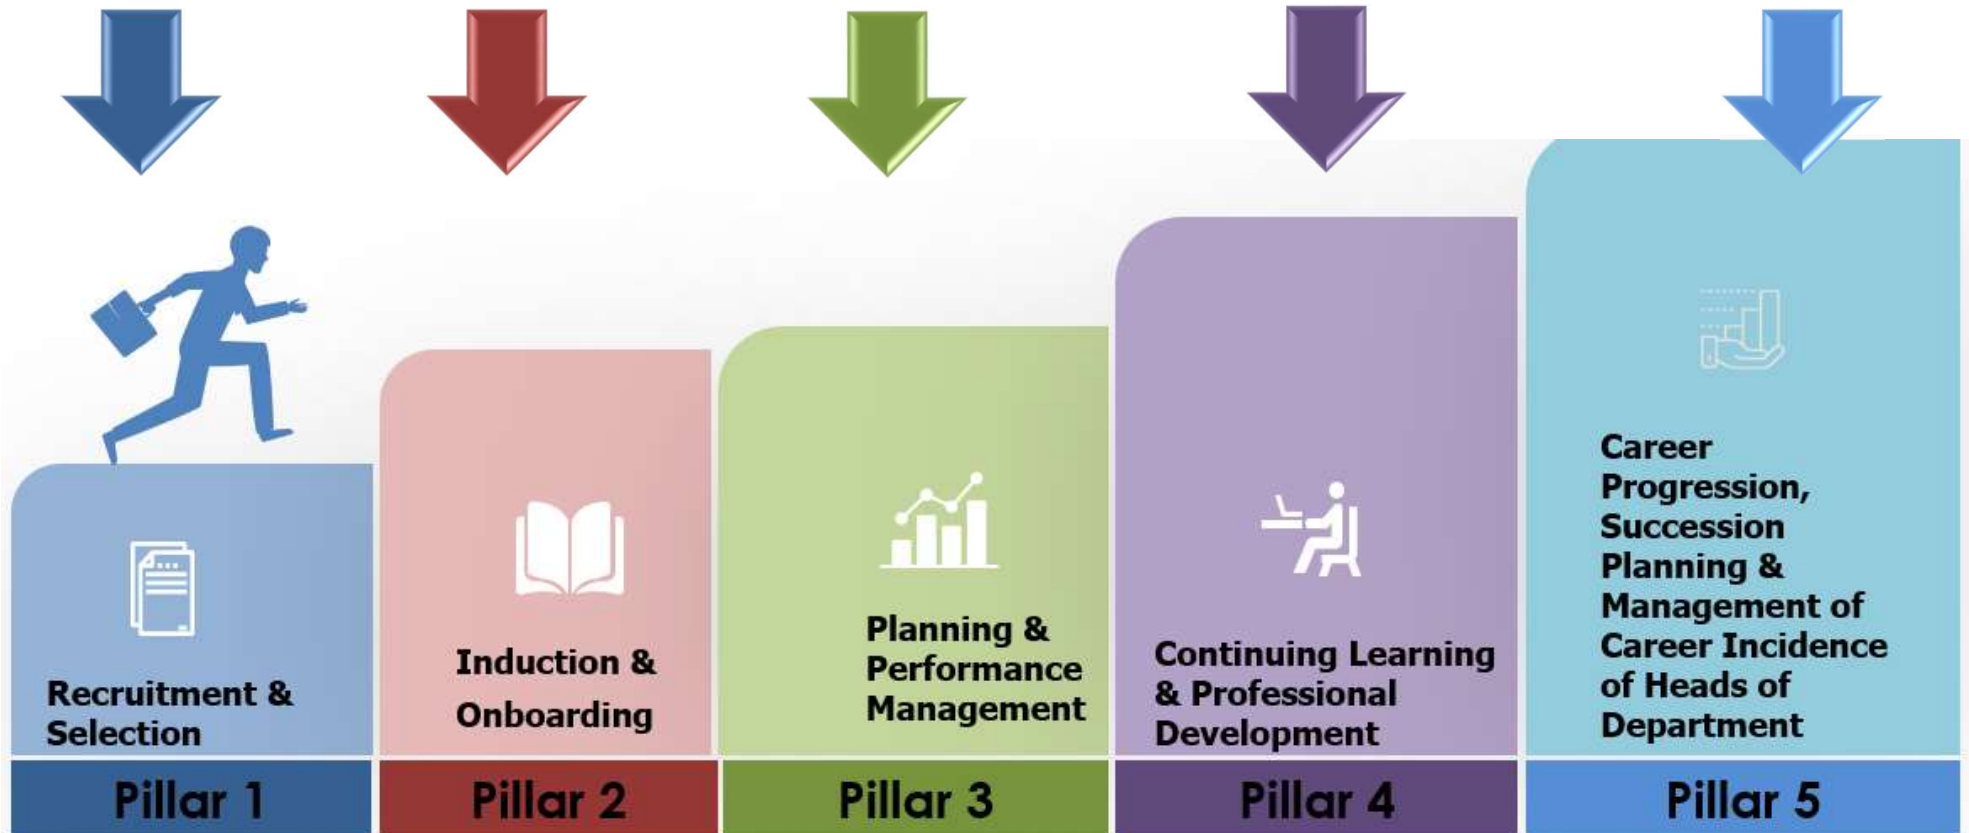 Recruitment &
Selection
Pillar 1
Induction &
Onboarding
Pillar 2
Planning &
Performance
Management
Pillar 3
Continuing Learning
& Professional
Development
Pillar 4
Career
Progression,
Succession
Planning &
Management of
Career Incidence
of Heads of
Department
Pillar 5